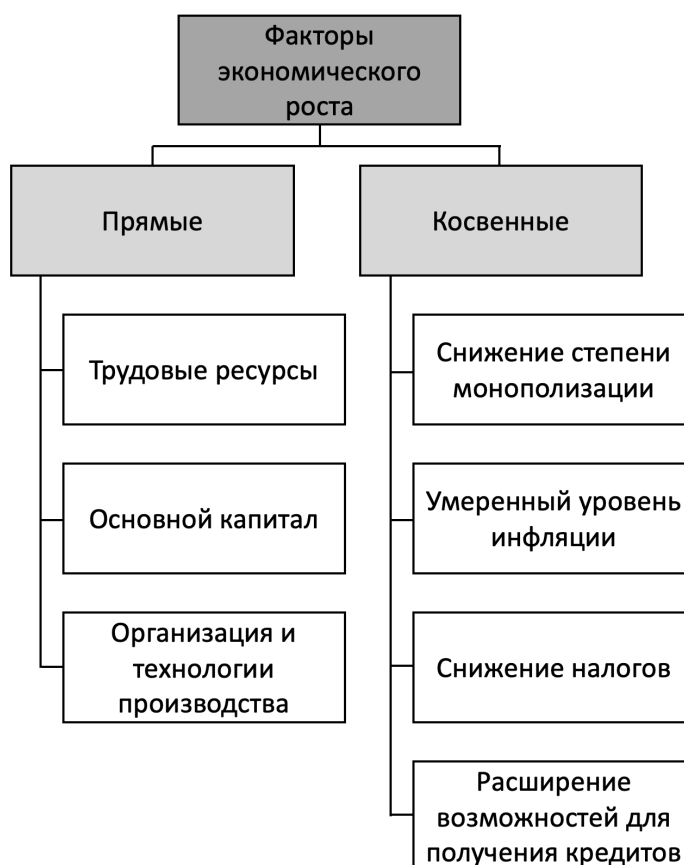 Факторы
экономического
роста
Прямые
Косвенные
Трудовые ресурсы
Основной капитал
Организация и
технологии
производства
Снижение степени
монополизации
Умеренный уровень
инфляции
Снижение налогов
Расширение
возможностей для
получения кредитов